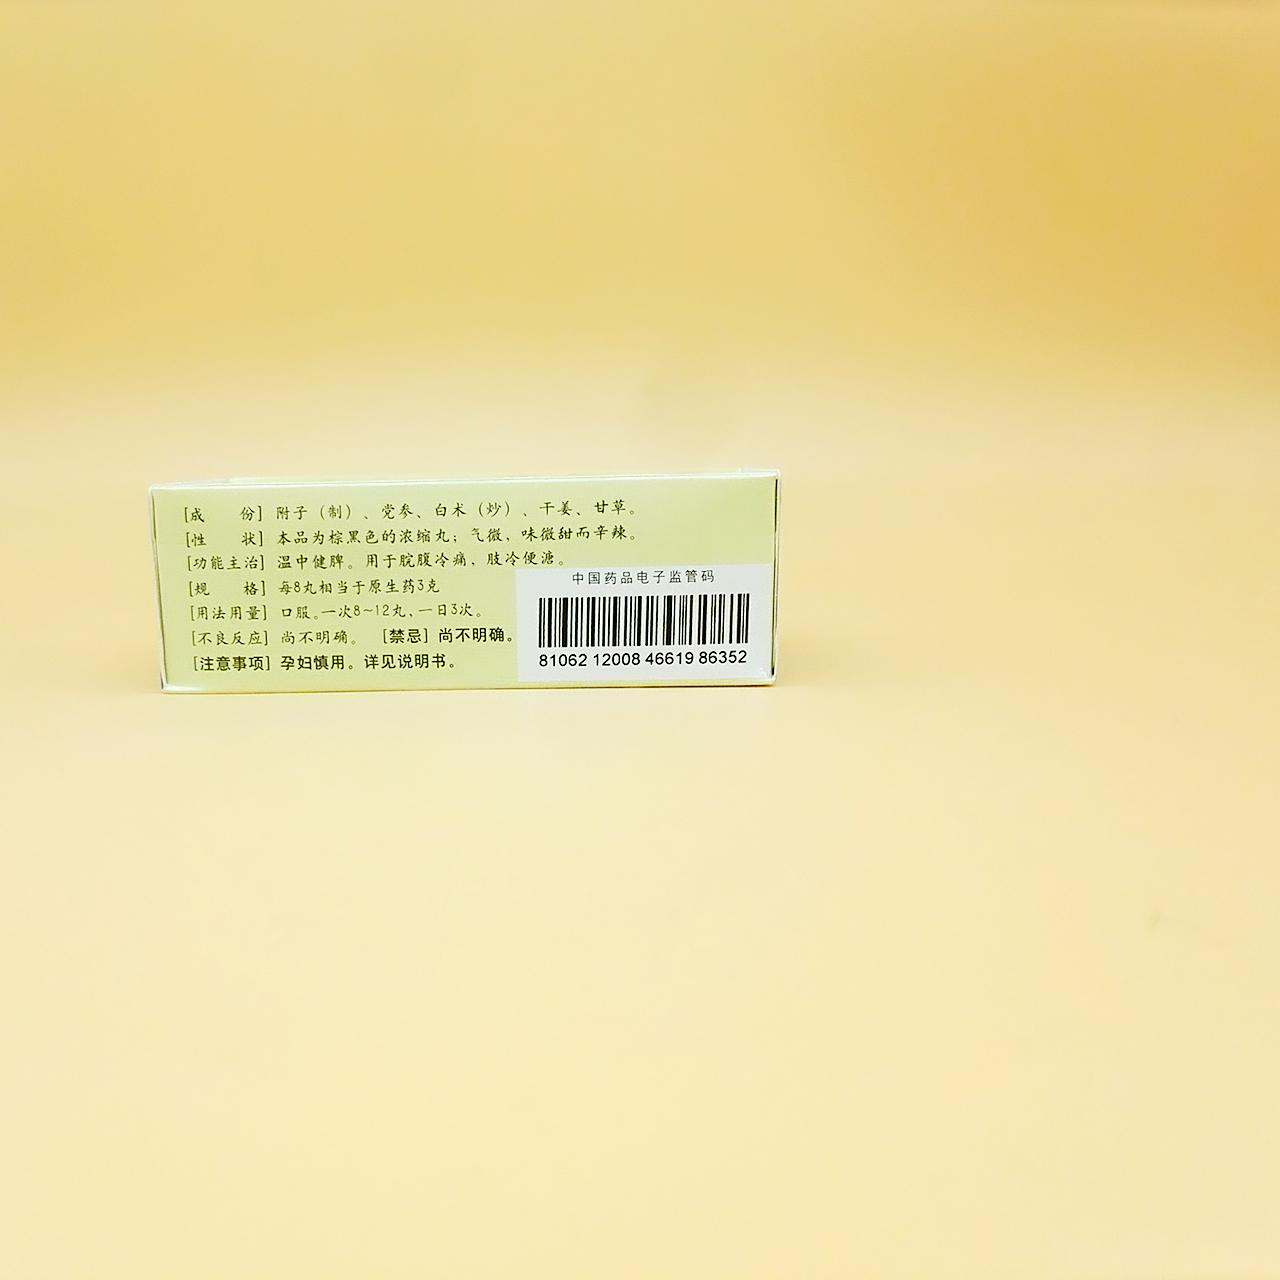 [成 份] 附子（制）、党参、白术（炒）、干姜、甘草。
[性 状] 本品为棕黑色的浓缩丸；气微，味微甜而辛辣。
[功能主治] 温中健脾。用于脘腹冷痛，肢冷便溏。
[规 格] 每8丸相当于原生药3克
[用法用量] 口服。一次8~12丸，一日3次。
[不良反应] 尚不明确。 [禁忌] 尚不明确。
[注意事项] 孕妇慎用。详见说明书。
中国药品电子监管码
81062 12008 46619 86352